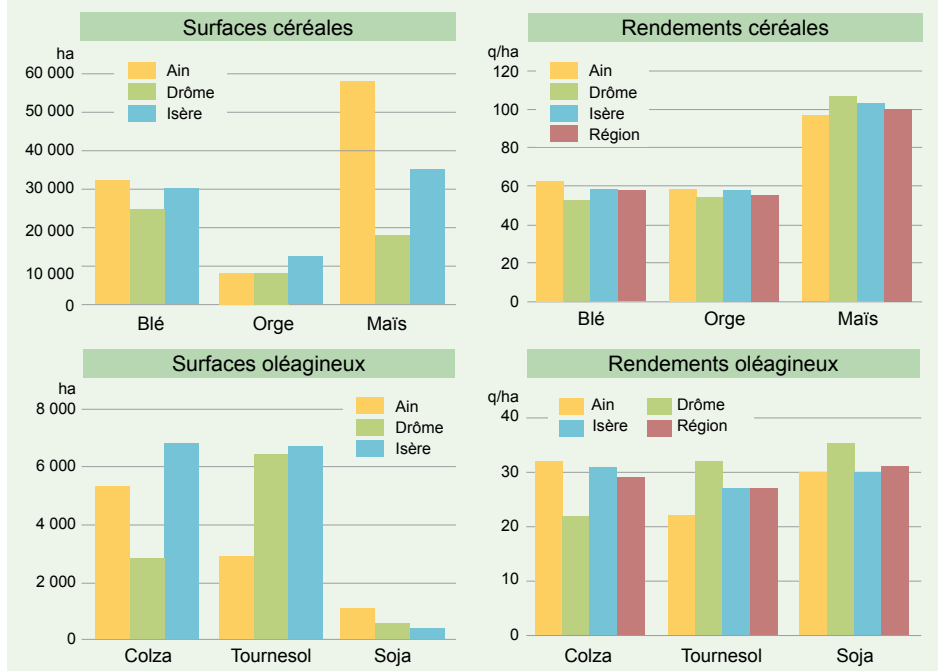 Surfaces céréales
ha
60 000
50 000
40 000
30 000
20 000
10 000
0
Ain
Drôme
Isère
Blé Orge Maïs
Rendements céréales
q/ha
120
100
80
60
40
20
0
Ain
Drôme
Isère
Région
Blé Orge Maïs
Surfaces oléagineux
ha
8 000
6 000
4 000
2 000
0
Ain
Drôme
Isère
Colza Tournesol Soja
Rendements oléagineux
q/ha
40
30
20
10
0
Ain Drôme
Isère Région
Colza Tournesol Soja